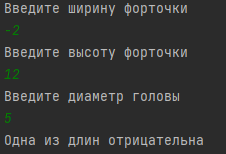 Введите ширину форточки
-2
Введите высоту форточки
12
Введите диаметр головы
5
Одна из длин отрицательна